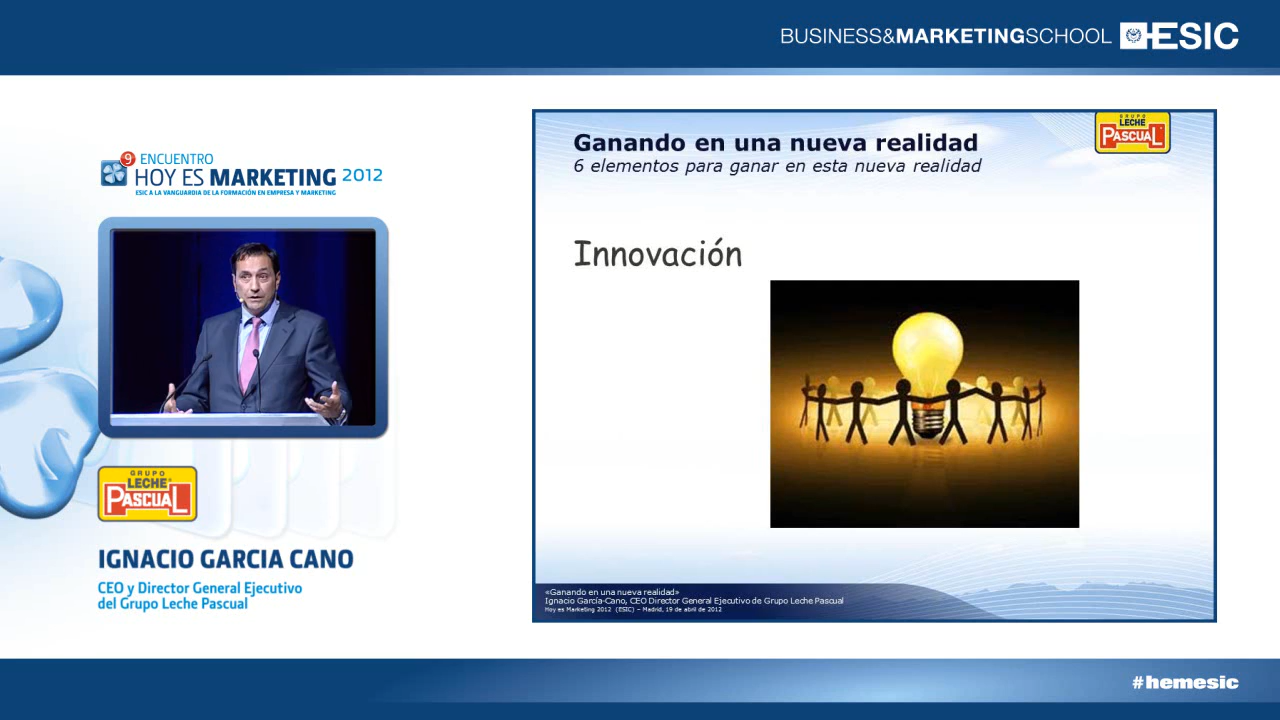 BUSINESS&MARKETINGSCHOOL ESIC
9 ENCUENTRO
HOY ES MARKETING 2012
ESIC A LA VANGUARDIA DE LA FORMACIÓN EN EMPRESA Y MARKETING
GRUPO
LECHE
PASCUAL
IGNACIO GARCIA CANO
CEO y Director General Ejecutivo
del Grupo Leche Pascual
Ganando en una nueva realidad
6 elementos para ganar en esta nueva realidad
GRUPO
LECHE
PASCUAL
Innovación
«Ganando en una nueva realidad»
Ignacio García-Cano, CEO Director General Ejecutivo de Grupo Leche Pascual
Hoy es Marketing 2012 (ESIC) – Madrid, 19 de abril de 2012
#hemesic